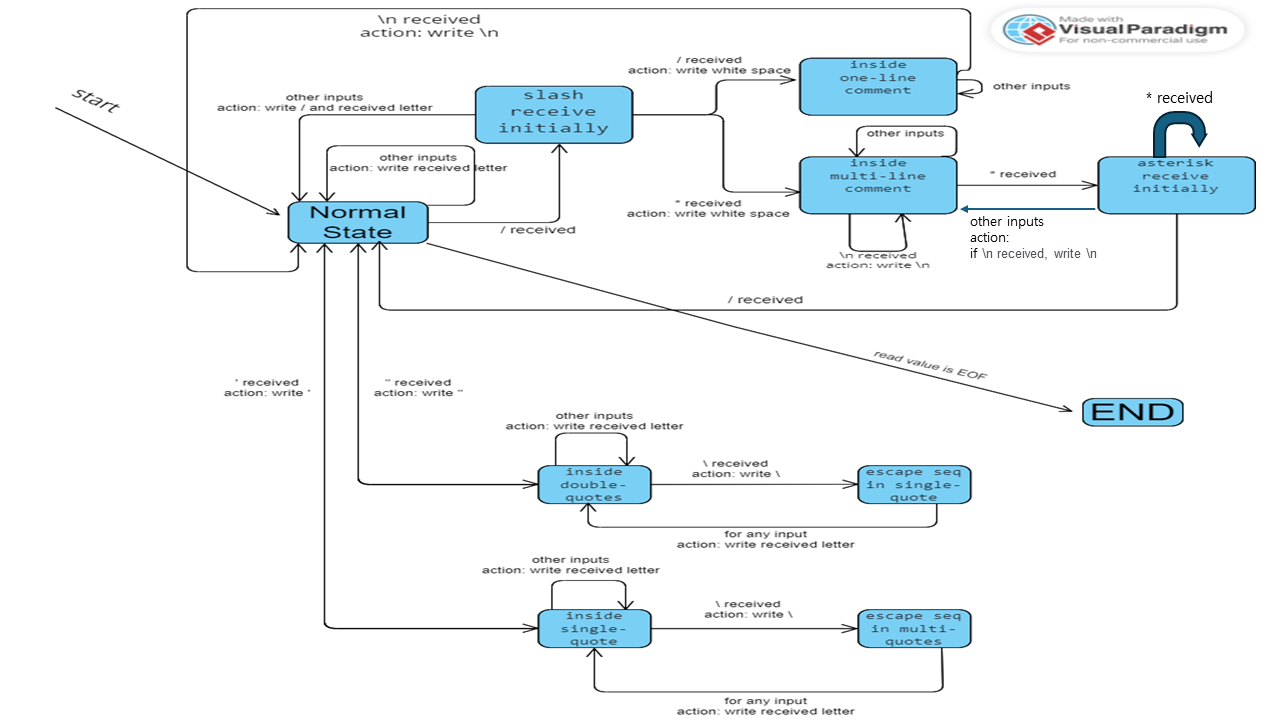 \n received
action: write \n
Made with
Visual Paradigm
For non-commercial use
start
/ received
action: write white space
inside
one-line
comment
other inputs
* received
other inputs
action: write / and received letter
slash
receive
initially
other inputs
action: write received letter
other inputs
inside
multi-line
comment
* received
asterisk
receive
initially
* received
action: write white space
Normal
State
/ received
other inputs
action:
if \n received, write \n
\n received
action: write \n
/ received
read value is EOF
' received
action: write '
" received
action: write "
END
other inputs
action: write received letter
inside
double-
quotes
\ received
action: write \
escape seq
in single-
quote
for any input
action: write received letter
other inputs
action: write received letter
inside
single-
quote
\ received
action: write \
escape seq
in multi-
quotes
for any input
action: write received letter